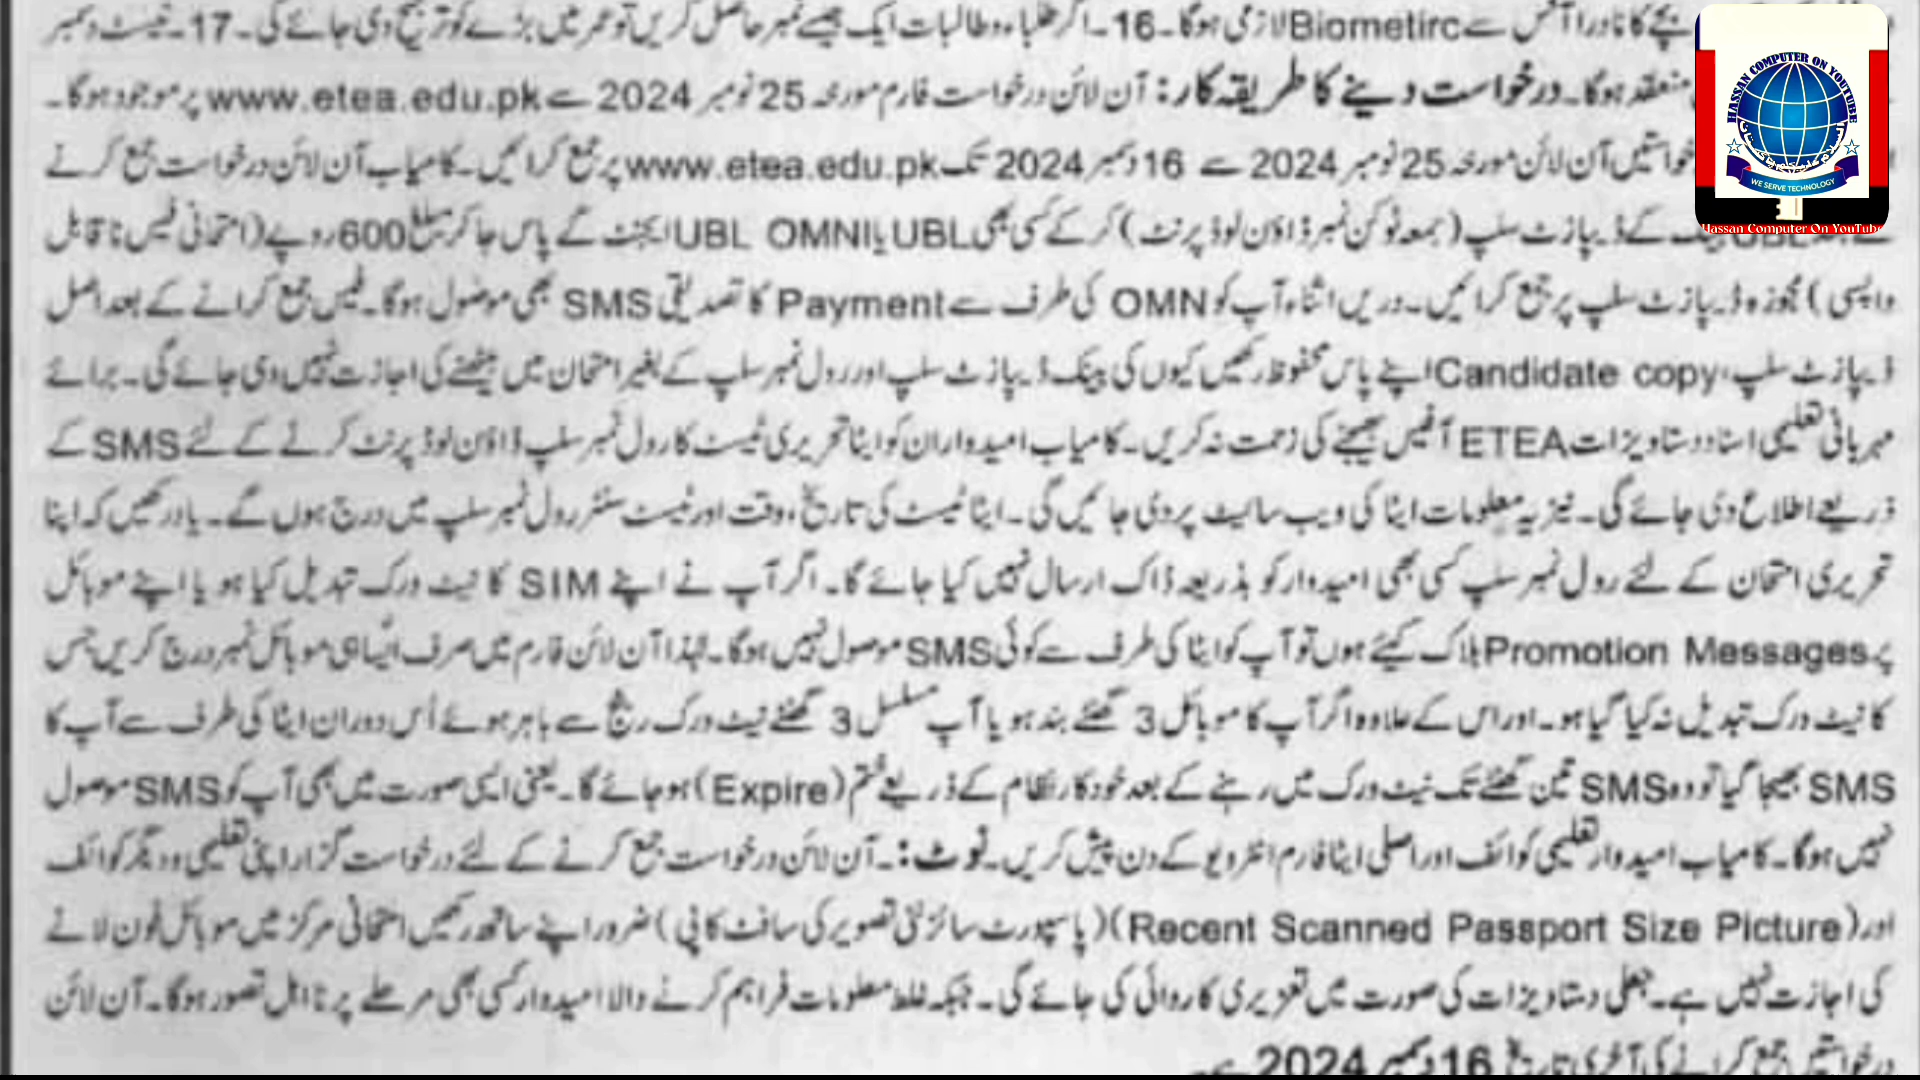 بچے کا نادرا آفس سے Biometirc لازمی ہوگا۔ 16۔ اگر طلباء و طالبات ایک جیسے نمبر حاصل کریں تو عمر میں بڑے کو ترجیح دی جائے گی۔ 17۔ ٹیسٹ دسمبر
منعقد ہوگا۔ درخواست دینے کا طریقہ کار: آن لائن درخواست فارم مورخہ 25 نومبر 2024 سے www.etea.edu.pk پر موجود ہوگا۔
خواستیں آن لائن مورخہ 25 نومبر 2024 سے 16 دسمبر 2024 تک www.etea.edu.pk پر جمع کرائیں۔ کامیاب آن لائن درخواست جمع کرنے
کے بعد UBL بینک کے ڈیپازٹ سلپ (بمعہ ٹوکن نمبر ڈاؤن لوڈ پرنٹ) کر کے کسی بھی UBL یا UBL OMNI ایجنٹ کے پاس جا کر مبلغ 600 روپے (امتحانی فیس ناقابل
واپسی) مجوزہ ڈیپازٹ سلپ پر جمع کرائیں۔ دریں اثناء آپ کو OMN کی طرف سے Payment کا تصدیقی SMS بھی موصول ہوگا۔ فیس جمع کرانے کے بعد اصل
ڈیپازٹ سلپ، Candidate copy اپنے پاس محفوظ رکھیں کیوں کی بینک ڈیپازٹ سلپ اور رول نمبر سلپ کے بغیر امتحان میں بیٹھنے کی اجازت نہیں دی جائے گی۔ برائے
مہربانی تعلیمی اسناد و دستاویزات ETEA آفیس بھیجنے کی زحمت نہ کریں۔ کامیاب امیدواران کو ایٹا تحریری ٹیسٹ کا رول نمبر سلپ ڈاؤن لوڈ پرنٹ کرنے کے لئے SMS کے
ذریعے اطلاع دی جائے گی۔ نیز یہ معلومات ایٹا کی ویب سائیٹ پر دی جائیں گی۔ ایٹا ٹیسٹ کی تاریخ، وقت اور ٹیسٹ سنٹر رول نمبر سلپ میں درج ہوں گے۔ یاد رکھیں کہ ایٹا
تحریری امتحان کے لئے رول نمبر سلپ کسی بھی امیدوار کو بذریعہ ڈاک ارسال نہیں کیا جائے گا۔ اگر آپ نے اپنے SIM کا نیٹ ورک تبدیل کیا ہو یا اپنے موبائل
پر Promotion Messages بلاک کیئے ہوں تو آپ کو ایٹا کی طرف سے کوئی SMS موصول نہیں ہوگا۔ لہذا آن لائن فارم میں صرف ایسا ہی موبائل نمبر درج کریں جس
کا نیٹ ورک تبدیل نہ کیا گیا ہو۔ اور اس کے علاوہ اگر آپ کا موبائل 3 گھنٹے بند ہو یا آپ مسلسل 3 گھنٹے نیٹ ورک رینج سے باہر ہوئے اُس دوران ایٹا کی طرف سے آپ کا
SMS بھیجا گیا تو وہ SMS تین گھنٹے تک نیٹ ورک میں رہنے کے بعد خودکار نظام کے ذریعے ختم (Expire) ہو جائے گا۔ یعنی ایسی صورت میں بھی آپ کو SMS موصول
نہیں ہوگا۔ کامیاب امیدوار تعلیمی کوائف اور اصلی ایٹا فارم انٹرویو کے دن پیش کریں۔ نوٹ:۔ آن لائن درخواست جمع کرنے کے لئے درخواست گزار اپنی تعلیمی و دیگر کوائف
اور (Recent Scanned Passport Size Picture) (پاسپورٹ سائز نئی تصویر کی سافٹ کاپی) ضرور اپنے ساتھ رکھیں امتحانی مرکز میں موبائل فون لانے
کی اجازت نہیں ہے۔ جعلی دستاویزات کی صورت میں تعزیری کاروائی کی جائے گی۔ جبکہ غلط معلومات فراہم کرنے والا امیدوار کسی بھی مرحلے پر نااہل تصور ہوگا۔ آن لائن
درخواستیں جمع کرانے کی آخری تاریخ 16 دسمبر 2024 ہے۔
HASSAN COMPUTER ON YOUTUBE
WE SERVE TECHNOLOGY
Hassan Computer On YouTube